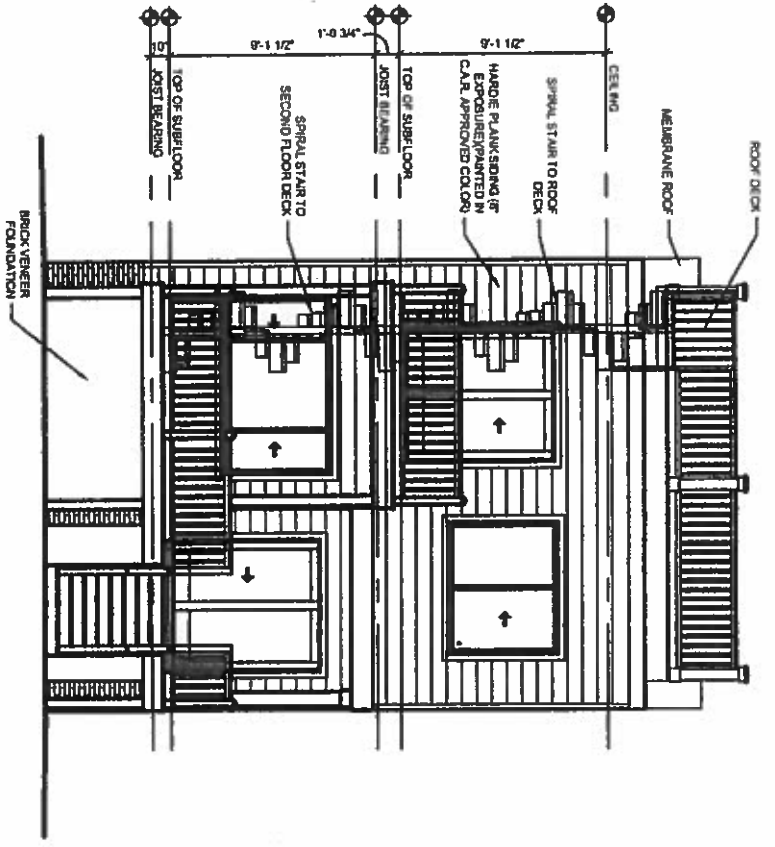 ROOF DECK
MEMBRANE ROOF
CEILING
9'-1 1/2"
SPIRAL STAIR TO ROOF
DECK
HARDIE PLANK SIDING (8"
EXPOSURE)(PAINTED IN
C.A.R. APPROVED COLOR)
TOP OF SUBFLOOR
1'-0 3/4"
JOIST BEARING
9'-1 1/2"
SPIRAL STAIR TO
SECOND FLOOR DECK
TOP OF SUBFLOOR
10"
JOIST BEARING
BRICK VENEER
FOUNDATION